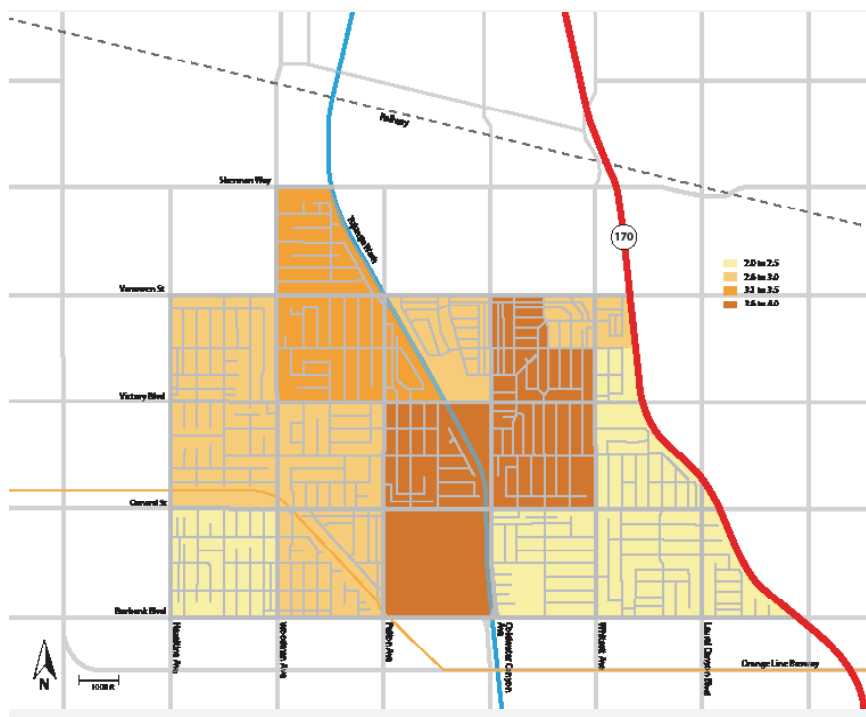 Railway
Sherman Way
Tujunga Wash
170
2.0 to 2.5
2.6 to 3.0
3.1 to 3.5
3.6 to 4.0
Vanowen St
Victory Blvd
Oxnard St
Burbank Blvd
Hazeltine Ave
Woodman Ave
Fulton Ave
Coldwater Canyon
Ave
Whitsett Ave
Laurel Canyon Blvd
Orange Line Busway
N